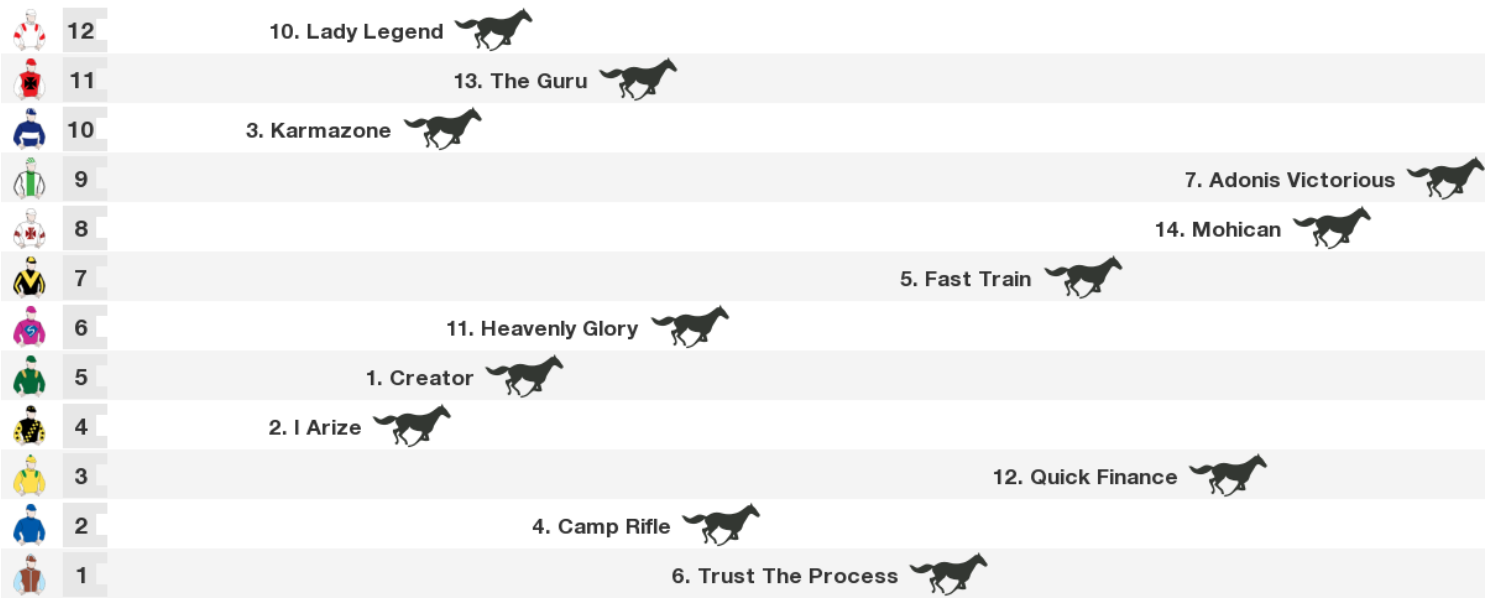 12 10. Lady Legend
11 13. The Guru
10 3. Karmazone
9 7. Adonis Victorious
8 14. Mohican
7 5. Fast Train
6 11. Heavenly Glory
5 1. Creator
4 2. I Arize
3 12. Quick Finance
2 4. Camp Rifle
1 6. Trust The Process